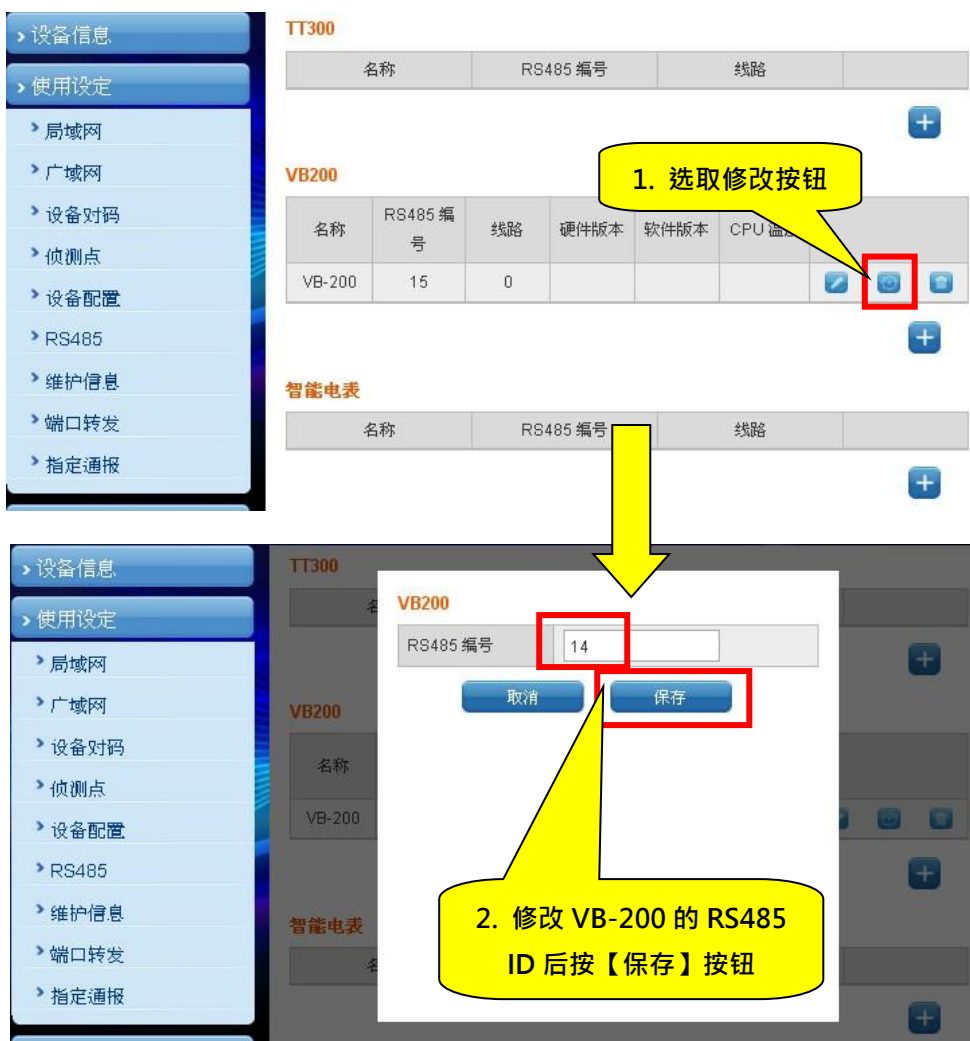 设备信息
使用设定
局域网
广域网
设备对码
侦测点
设备配置
RS485
维护信息
端口转发
指定通报
TT300
名称 RS485 编号 线路
VB200
1. 选取修改按钮
名称 RS485 编号 线路 硬件版本 软件版本 CPU 温
VB-200 15 0
智能电表
名称 RS485 编号 线路
设备信息
使用设定
局域网
广域网
设备对码
侦测点
设备配置
RS485
维护信息
端口转发
指定通报
TT300
VB200
RS485 编号 14
取消 保存
VB200
名称
VB-200
智能电表
2. 修改 VB-200 的 RS485
ID 后按【保存】按钮